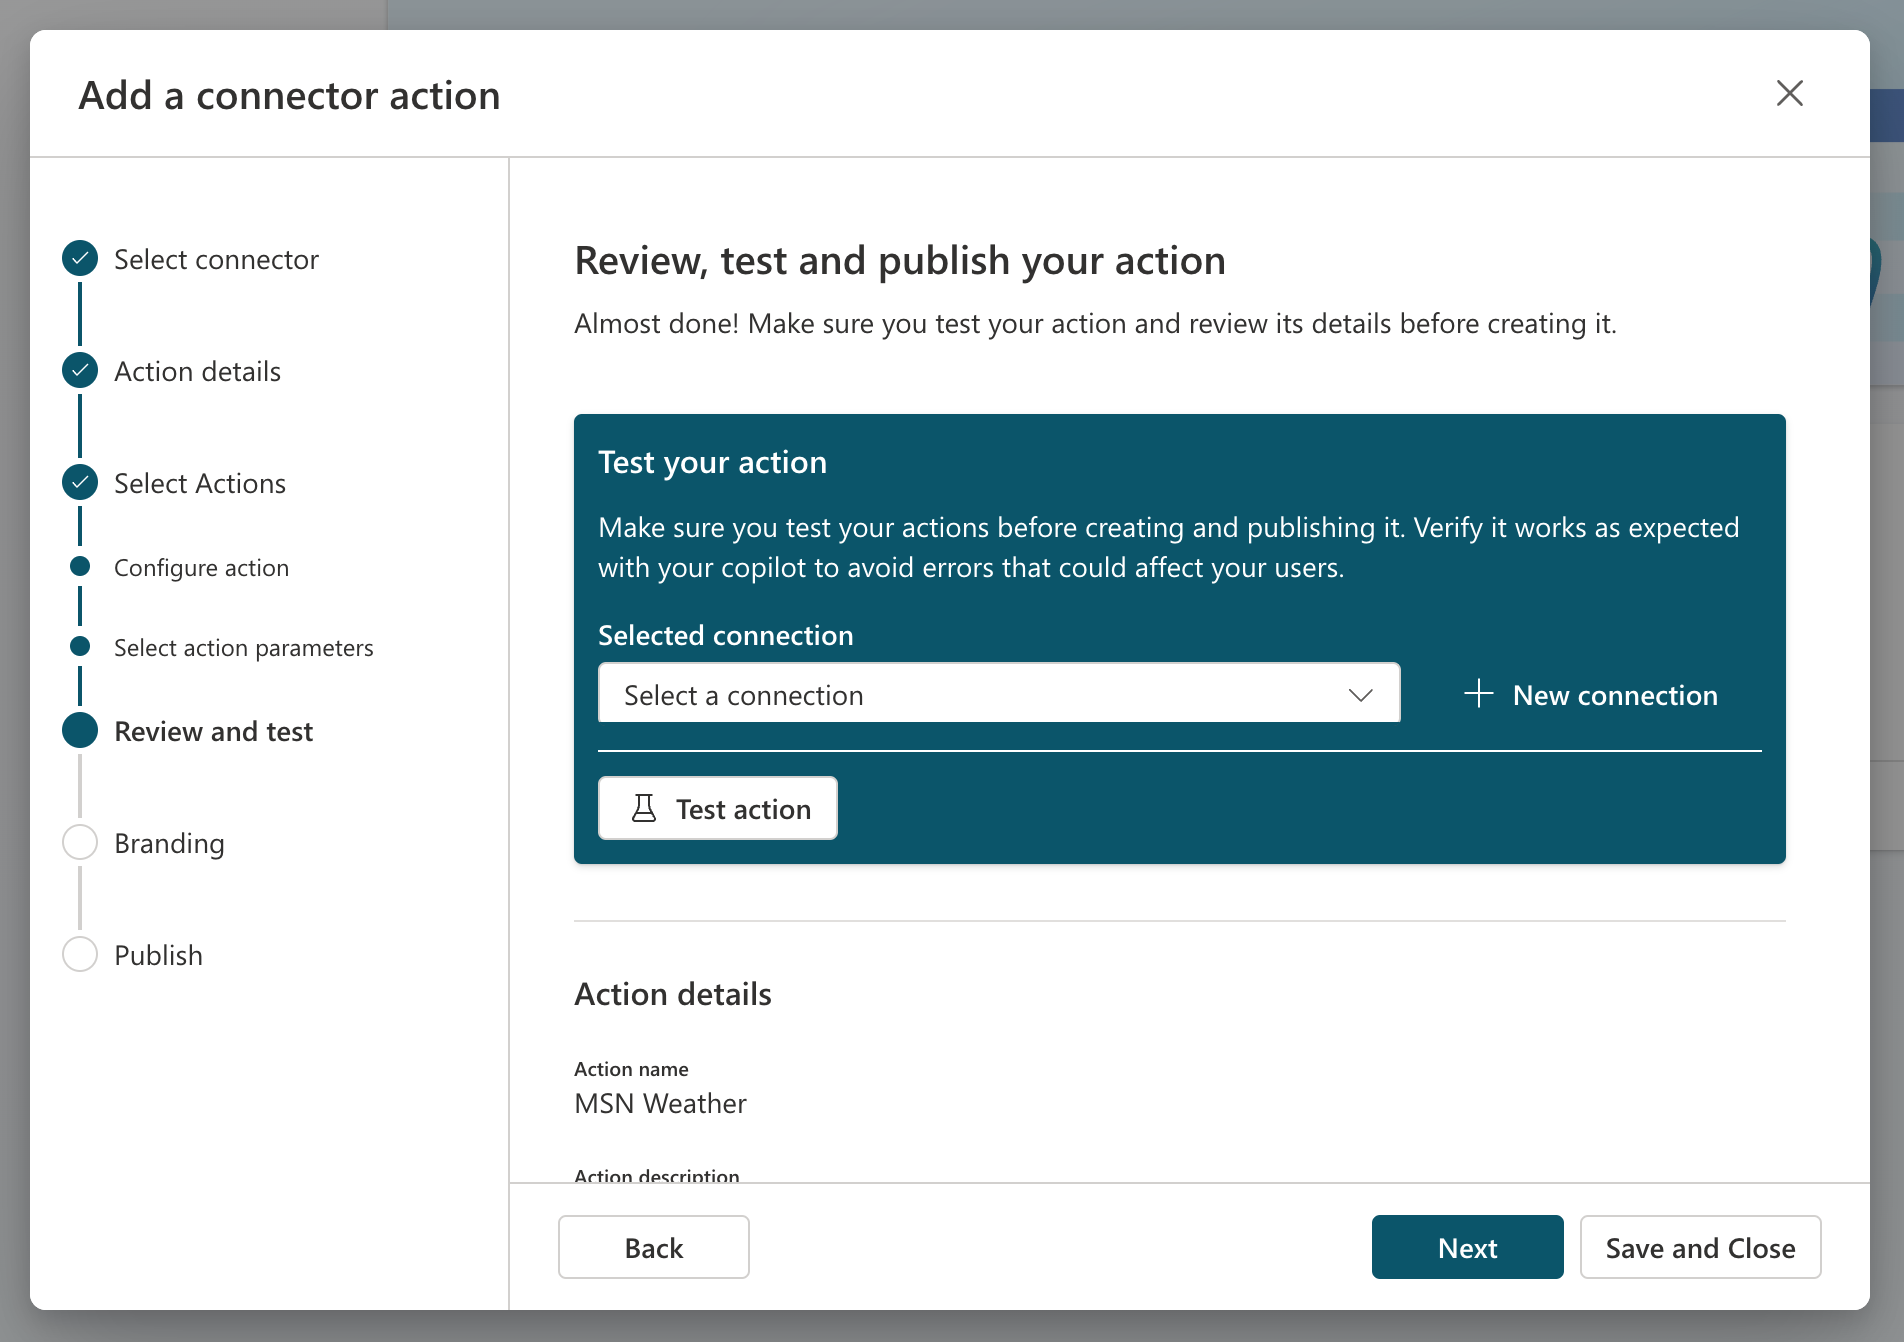 Add a connector action
Select connector
Action details
Select Actions
Configure action
Select action parameters
Review and test
Branding
Publish
Review, test and publish your action
Almost done! Make sure you test your action and review its details before creating it.
Test your action
Make sure you test your actions before creating and publishing it. Verify it works as expected
with your copilot to avoid errors that could affect your users.
Selected connection
Select a connection
New connection
Test action
Action details
Action name
MSN Weather
Action description
Back
Next
Save and Close